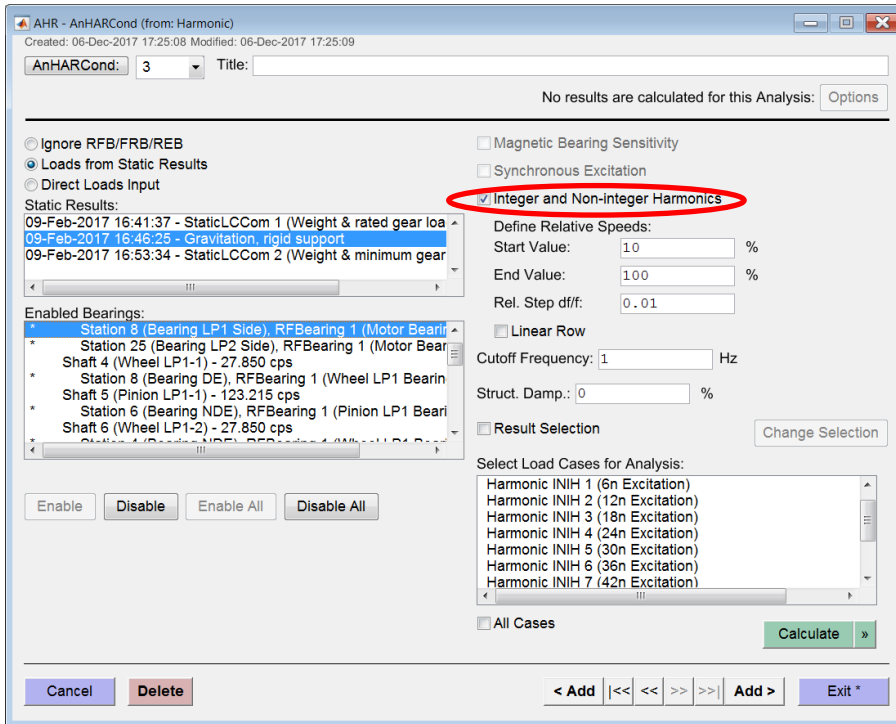 AHR - AnHARCond (from: Harmonic)
Created: 06-Dec-2017 17:25:08 Modified: 06-Dec-2017 17:25:09
AnHARCond: 3 Title:
No results are calculated for this Analysis: Options
Ignore RFB/FRB/REB
Loads from Static Results
Direct Loads Input
Static Results:
09-Feb-2017 16:41:37 - StaticLCCom 1 (Weight & rated gear loa
09-Feb-2017 16:46:25 - Gravitation, rigid support
09-Feb-2017 16:53:34 - StaticLCCom 2 (Weight & minimum gear
Enabled Bearings:
* Station 8 (Bearing LP1 Side), RFBearing 1 (Motor Bearin
* Station 25 (Bearing LP2 Side), RFBearing 1 (Motor Bear
Shaft 4 (Wheel LP1-1) - 27.850 cps
* Station 8 (Bearing DE), RFBearing 1 (Wheel LP1 Bearin
Shaft 5 (Pinion LP1-1) - 123.215 cps
* Station 6 (Bearing NDE), RFBearing 1 (Pinion LP1 Beari
Shaft 6 (Wheel LP1-2) - 27.850 cps
Enable Disable Enable All Disable All
Magnetic Bearing Sensitivity
Synchronous Excitation
Integer and Non-integer Harmonics
Define Relative Speeds:
Start Value: 10 %
End Value: 100 %
Rel. Step df/f: 0.01
Linear Row
Cutoff Frequency: 1 Hz
Struct. Damp.: 0 %
Result Selection Change Selection
Select Load Cases for Analysis:
Harmonic INIH 1 (6n Excitation)
Harmonic INIH 2 (12n Excitation)
Harmonic INIH 3 (18n Excitation)
Harmonic INIH 4 (24n Excitation)
Harmonic INIH 5 (30n Excitation)
Harmonic INIH 6 (36n Excitation)
Harmonic INIH 7 (42n Excitation)
All Cases
Calculate »
Cancel Delete < Add |<< << >> >>| Add > Exit *